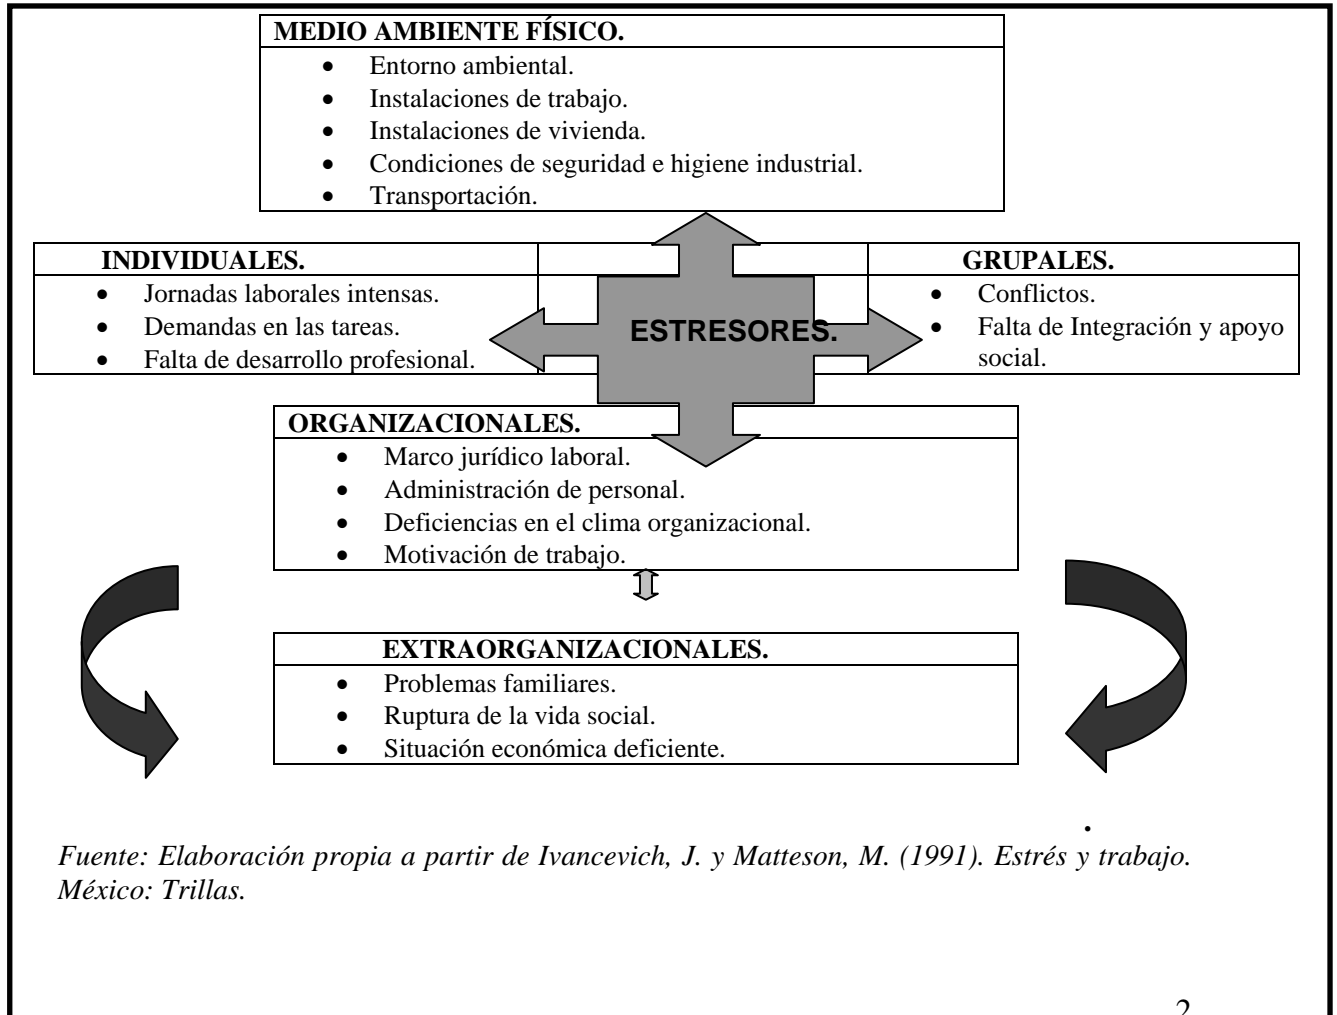 MEDIO AMBIENTE FÍSICO.
• Entorno ambiental.
• Instalaciones de trabajo.
• Instalaciones de vivienda.
• Condiciones de seguridad e higiene industrial.
• Transportación.
INDIVIDUALES.
• Jornadas laborales intensas.
• Demandas en las tareas.
• Falta de desarrollo profesional.
ESTRESORES.
GRUPALES.
• Conflictos.
• Falta de Integración y apoyo
social.
ORGANIZACIONALES.
• Marco jurídico laboral.
• Administración de personal.
• Deficiencias en el clima organizacional.
• Motivación de trabajo.
EXTRAORGANIZACIONALES.
• Problemas familiares.
• Ruptura de la vida social.
• Situación económica deficiente.
.
Fuente: Elaboración propia a partir de Ivancevich, J. y Matteson, M. (1991). Estrés y trabajo.
México: Trillas.
2